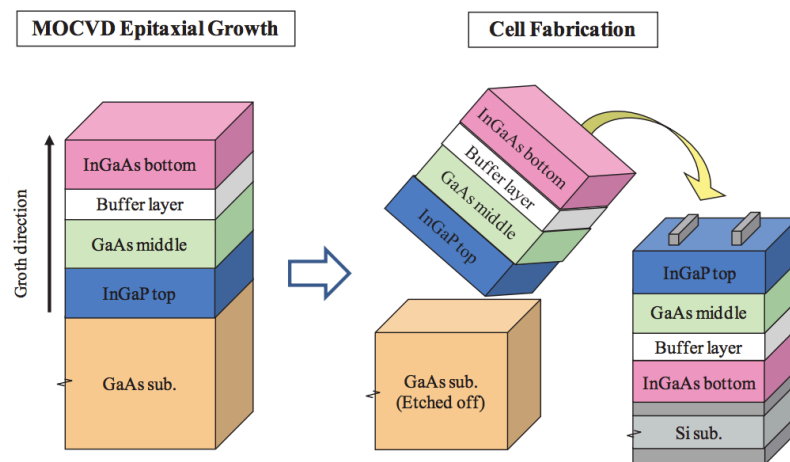 MOCVD Epitaxial Growth
Cell Fabrication
Groth direction
InGaAs bottom
Buffer layer
GaAs middle
InGaP top
GaAs sub.
InGaAs bottom
Buffer layer
GaAs middle
InGaP top
GaAs sub.
(Etched off)
InGaP top
GaAs middle
Buffer layer
InGaAs bottom
Si sub.